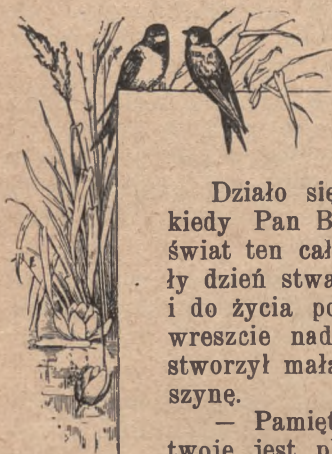 Działo się
kiedy Pan B
świat ten cał
ły dzień stwa
i do życia po
wreszcie nad
stworzył mała
szynę.
— Pamięt
twoje jest p